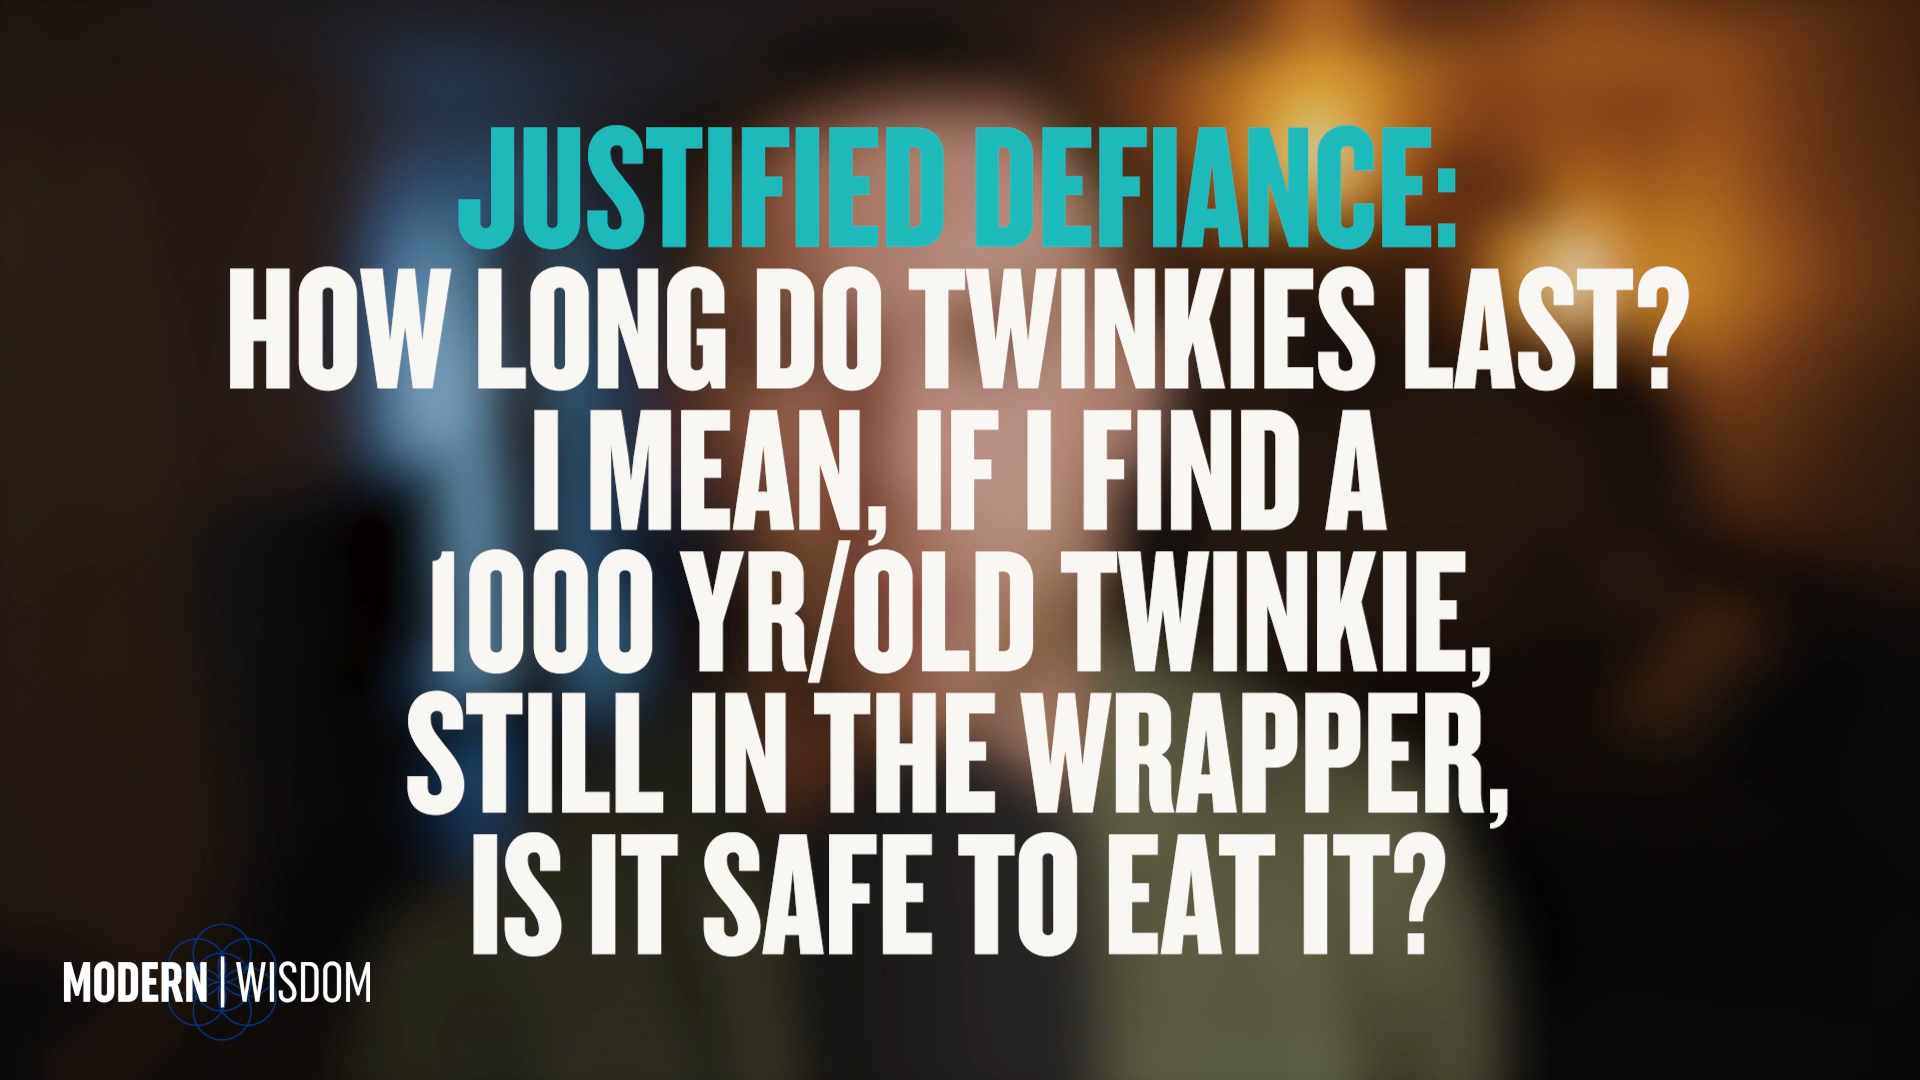 JUSTIFIED DEFIANCE:
HOW LONG DO TWINKIES LAST?
I MEAN, IF I FIND A
1000 YR/OLD TWINKIE,
STILL IN THE WRAPPER,
IS IT SAFE TO EAT IT?
MODERN|WISDOM